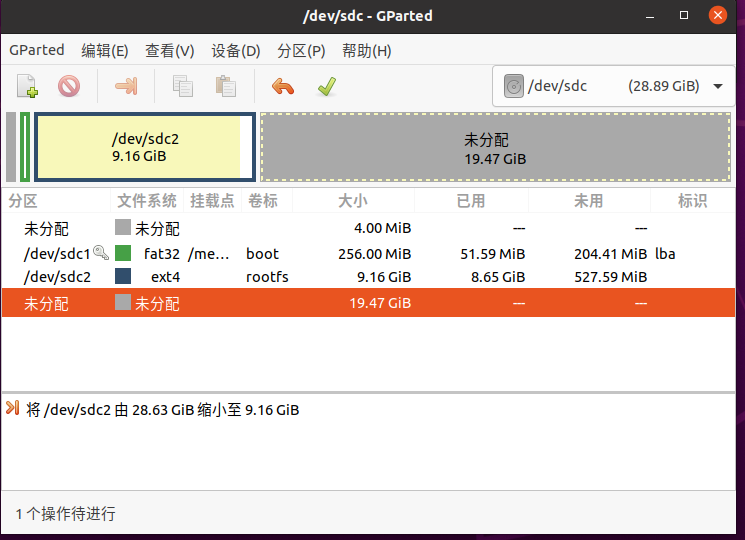 /dev/sdc - GParted
GParted 编辑(E) 查看(V) 设备(D) 分区(P) 帮助(H)
/dev/sdc (28.89 GiB)
/dev/sdc2
9.16 GiB
未分配
19.47 GiB
分区 文件系统 挂载点 卷标 大小 已用 未用 标识
未分配 未分配 4.00 MiB --- ---
/dev/sdc1 fat32 /me... boot 256.00 MiB 51.59 MiB 204.41 MiB lba
/dev/sdc2 ext4 rootfs 9.16 GiB 8.65 GiB 527.59 MiB
未分配 未分配 19.47 GiB --- ---
将 /dev/sdc2 由 28.63 GiB 缩小至 9.16 GiB
1 个操作待进行